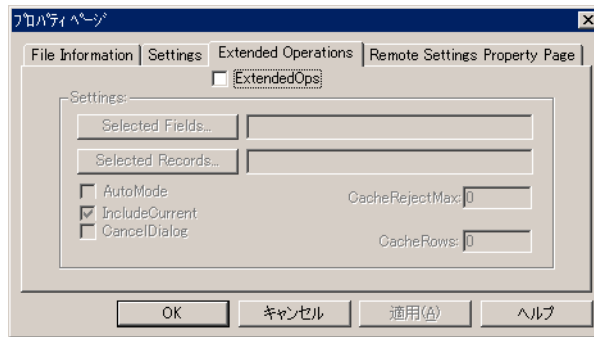 プロパティ ページ
File Information Settings Extended Operations Remote Settings Property Page
ExtendedOps
Settings:
Selected Fields...
Selected Records...
AutoMode
CacheRejectMax: 0
IncludeCurrent
CancelDialog
CacheRows: 0
OK キャンセル 適用(A) ヘルプ